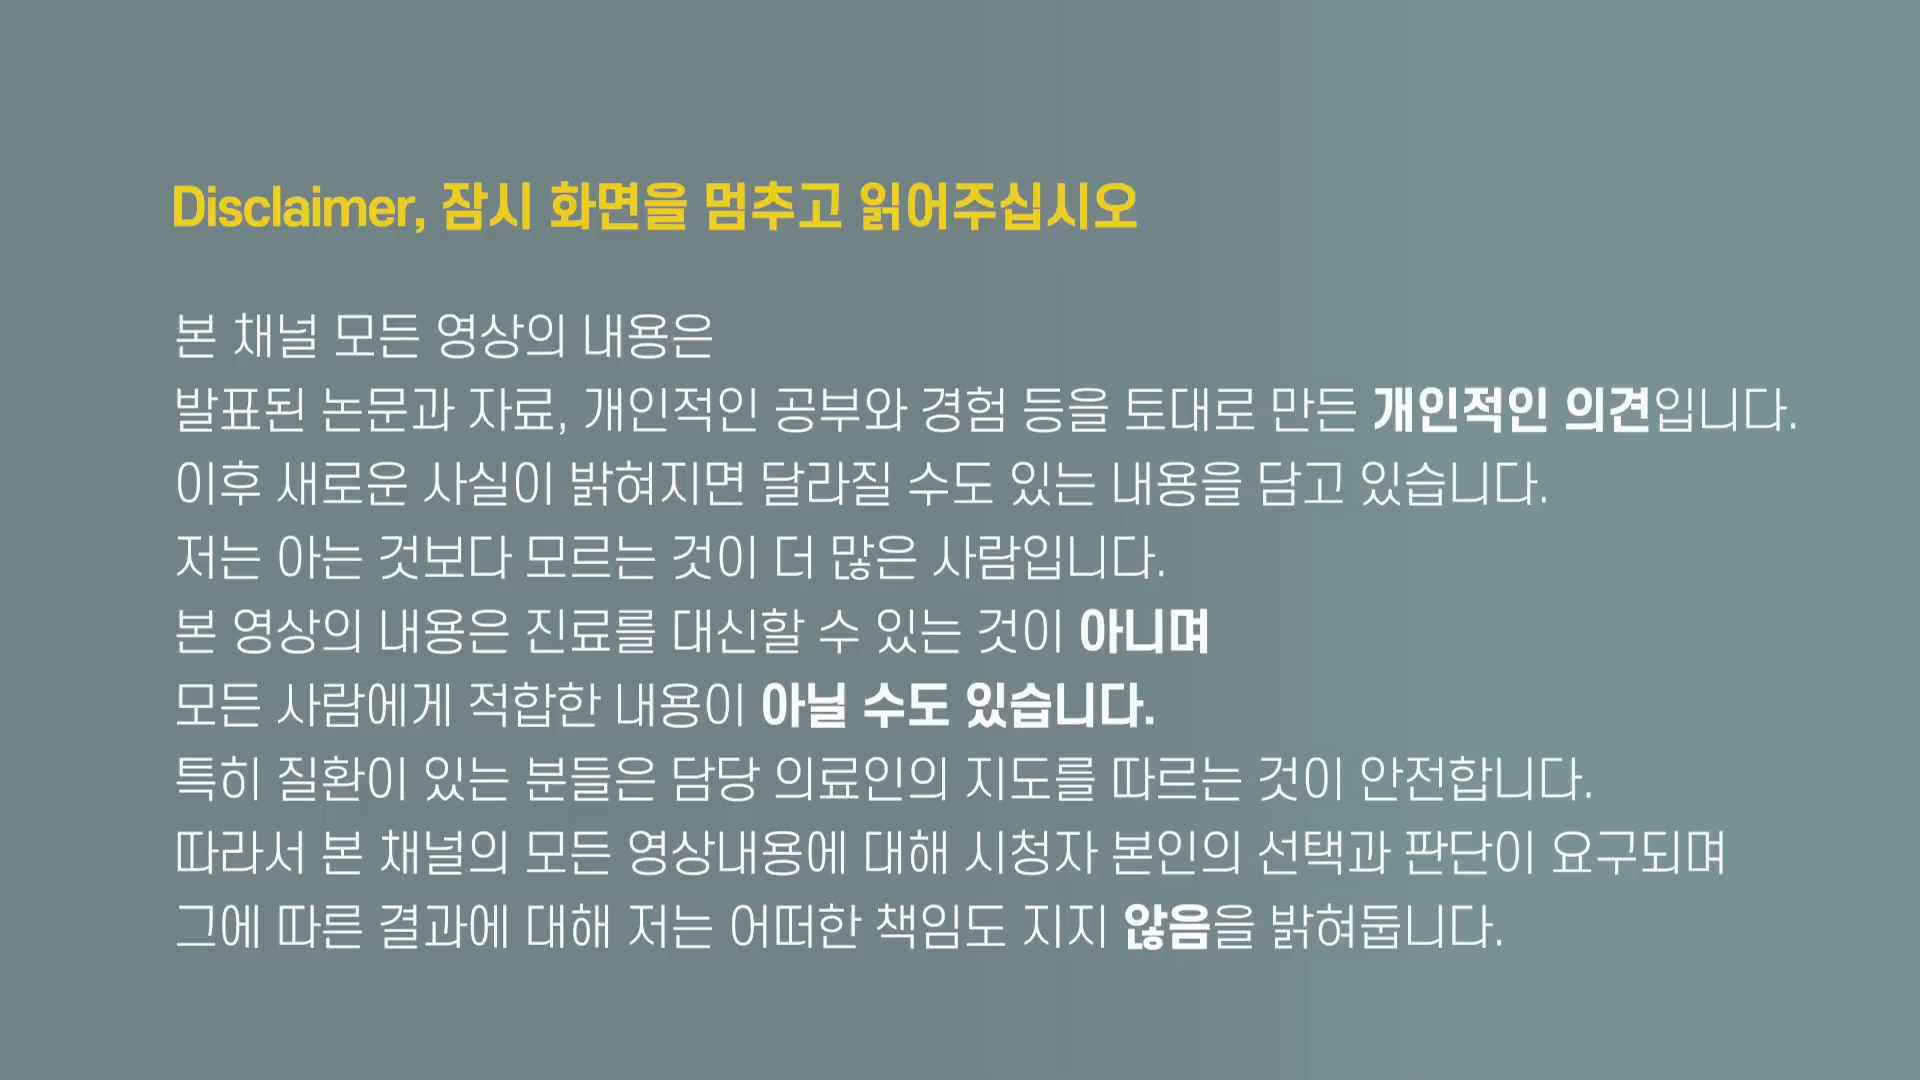 Disclaimer, 잠시 화면을 멈추고 읽어주십시오
본 채널 모든 영상의 내용은
발표된 논문과 자료, 개인적인 공부와 경험 등을 토대로 만든 개인적인 의견입니다.
이후 새로운 사실이 밝혀지면 달라질 수도 있는 내용을 담고 있습니다.
저는 아는 것보다 모르는 것이 더 많은 사람입니다.
본 영상의 내용은 진료를 대신할 수 있는 것이 아니며
모든 사람에게 적합한 내용이 아닐 수도 있습니다.
특히 질환이 있는 분들은 담당 의료인의 지도를 따르는 것이 안전합니다.
따라서 본 채널의 모든 영상내용에 대해 시청자 본인의 선택과 판단이 요구되며
그에 따른 결과에 대해 저는 어떠한 책임도 지지 않음을 밝혀둡니다.